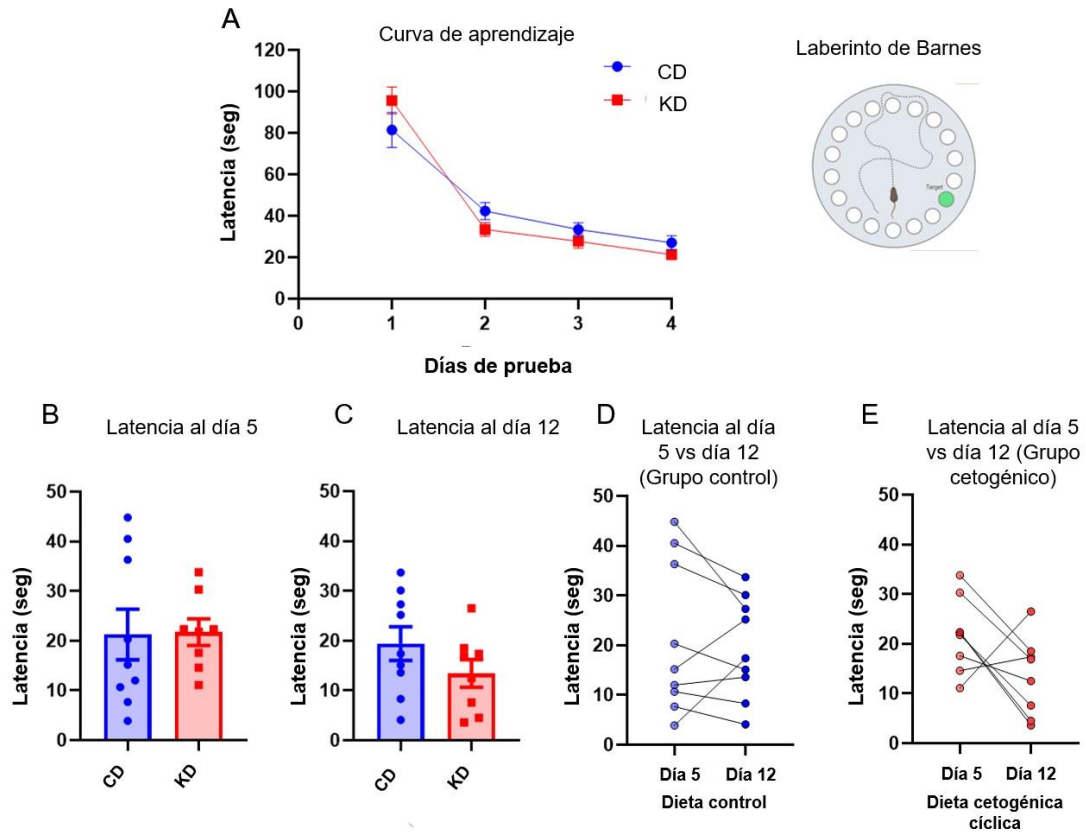 A
Curva de aprendizaje
Laberinto de Barnes
120
100
80
60
40
20
0
Latencia (seg)
CD
KD
Target
0 1 2 3 4
Días de prueba
B
Latencia al día 5
50
40
30
20
10
0
Latencia (seg)
CD KD
C
Latencia al día 12
50
40
30
20
10
0
Latencia (seg)
CD KD
D
Latencia al día
5 vs día 12
(Grupo control)
50
40
30
20
10
0
Latencia (seg)
Día 5 Día 12
Dieta control
E
Latencia al día 5
vs día 12 (Grupo
cetogénico)
50
40
30
20
10
0
Latencia (seg)
Día 5 Día 12
Dieta cetogénica
cíclica